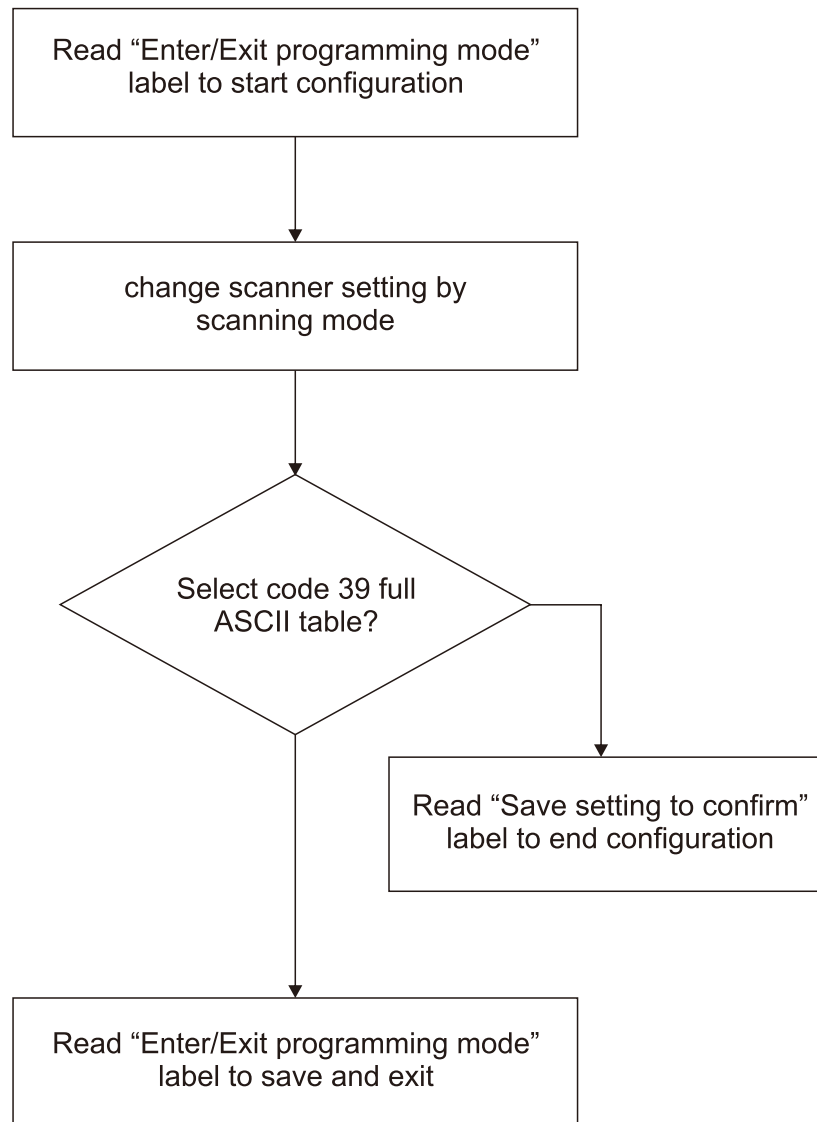 Read “Enter/Exit programming mode”
label to start configuration
change scanner setting by
scanning mode
Select code 39 full
ASCII table?
Read “Save setting to confirm”
label to end configuration
Read “Enter/Exit programming mode”
label to save and exit